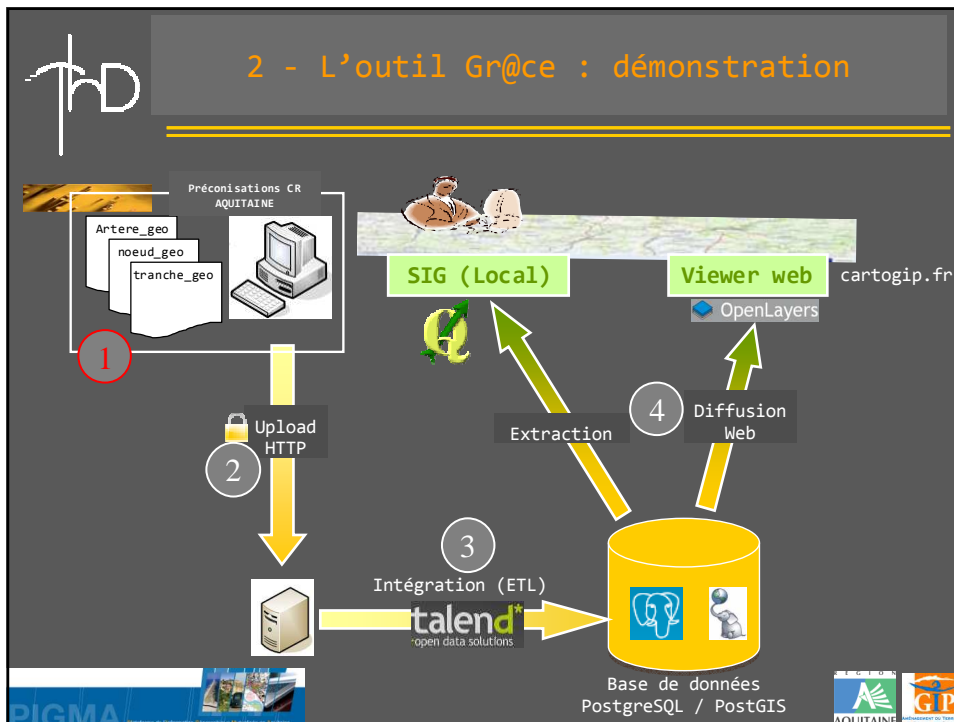 ThD
2 - L’outil Gr@ce : démonstration
Préconisations CR
AQUITAINE
Artere_geo
noeud_geo
tranche_geo
1
SIG (Local)
Viewer web
cartogip.fr
OpenLayers
Upload
HTTP
2
Extraction
4
Diffusion
Web
3
Intégration (ETL)
talend*
open data solutions
Base de données
PostgreSQL / PostGIS
PIGMA
RÉGION
AQUITAINE
GIP